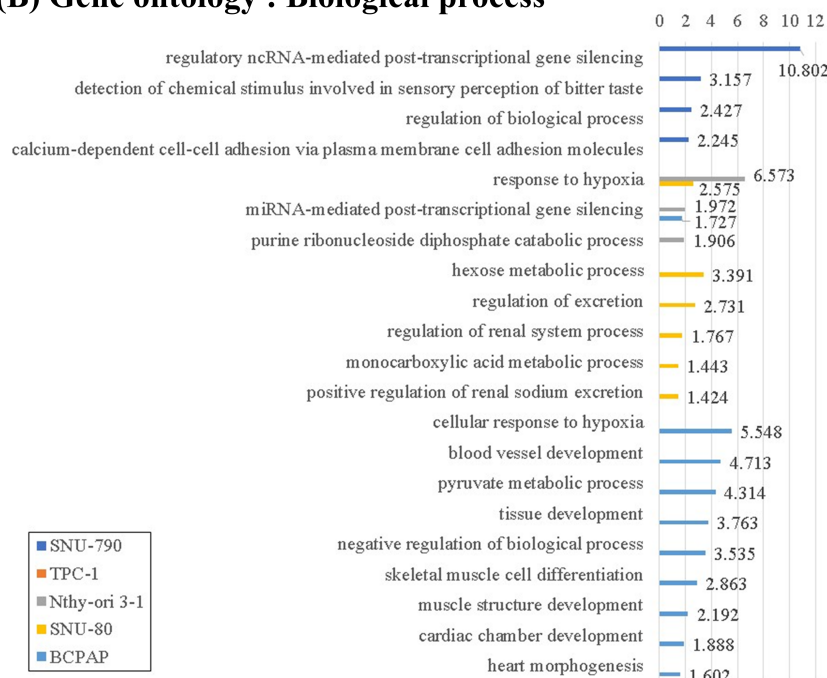 (B) Gene ontology : Biological process
0 2 4 6 8 10 12
regulatory ncRNA-mediated post-transcriptional gene silencing
10.802
detection of chemical stimulus involved in sensory perception of bitter taste
3.157
regulation of biological process
2.427
calcium-dependent cell-cell adhesion via plasma membrane cell adhesion molecules
2.245
response to hypoxia
6.573
2.575
miRNA-mediated post-transcriptional gene silencing
1.972
1.727
purine ribonucleoside diphosphate catabolic process
1.906
hexose metabolic process
3.391
regulation of excretion
2.731
regulation of renal system process
1.767
monocarboxylic acid metabolic process
1.443
positive regulation of renal sodium excretion
1.424
cellular response to hypoxia
5.548
blood vessel development
4.713
pyruvate metabolic process
4.314
tissue development
3.763
negative regulation of biological process
3.535
skeletal muscle cell differentiation
2.863
muscle structure development
2.192
cardiac chamber development
1.888
heart morphogenesis
1.602
SNU-790
TPC-1
Nthy-ori 3-1
SNU-80
BCPAP